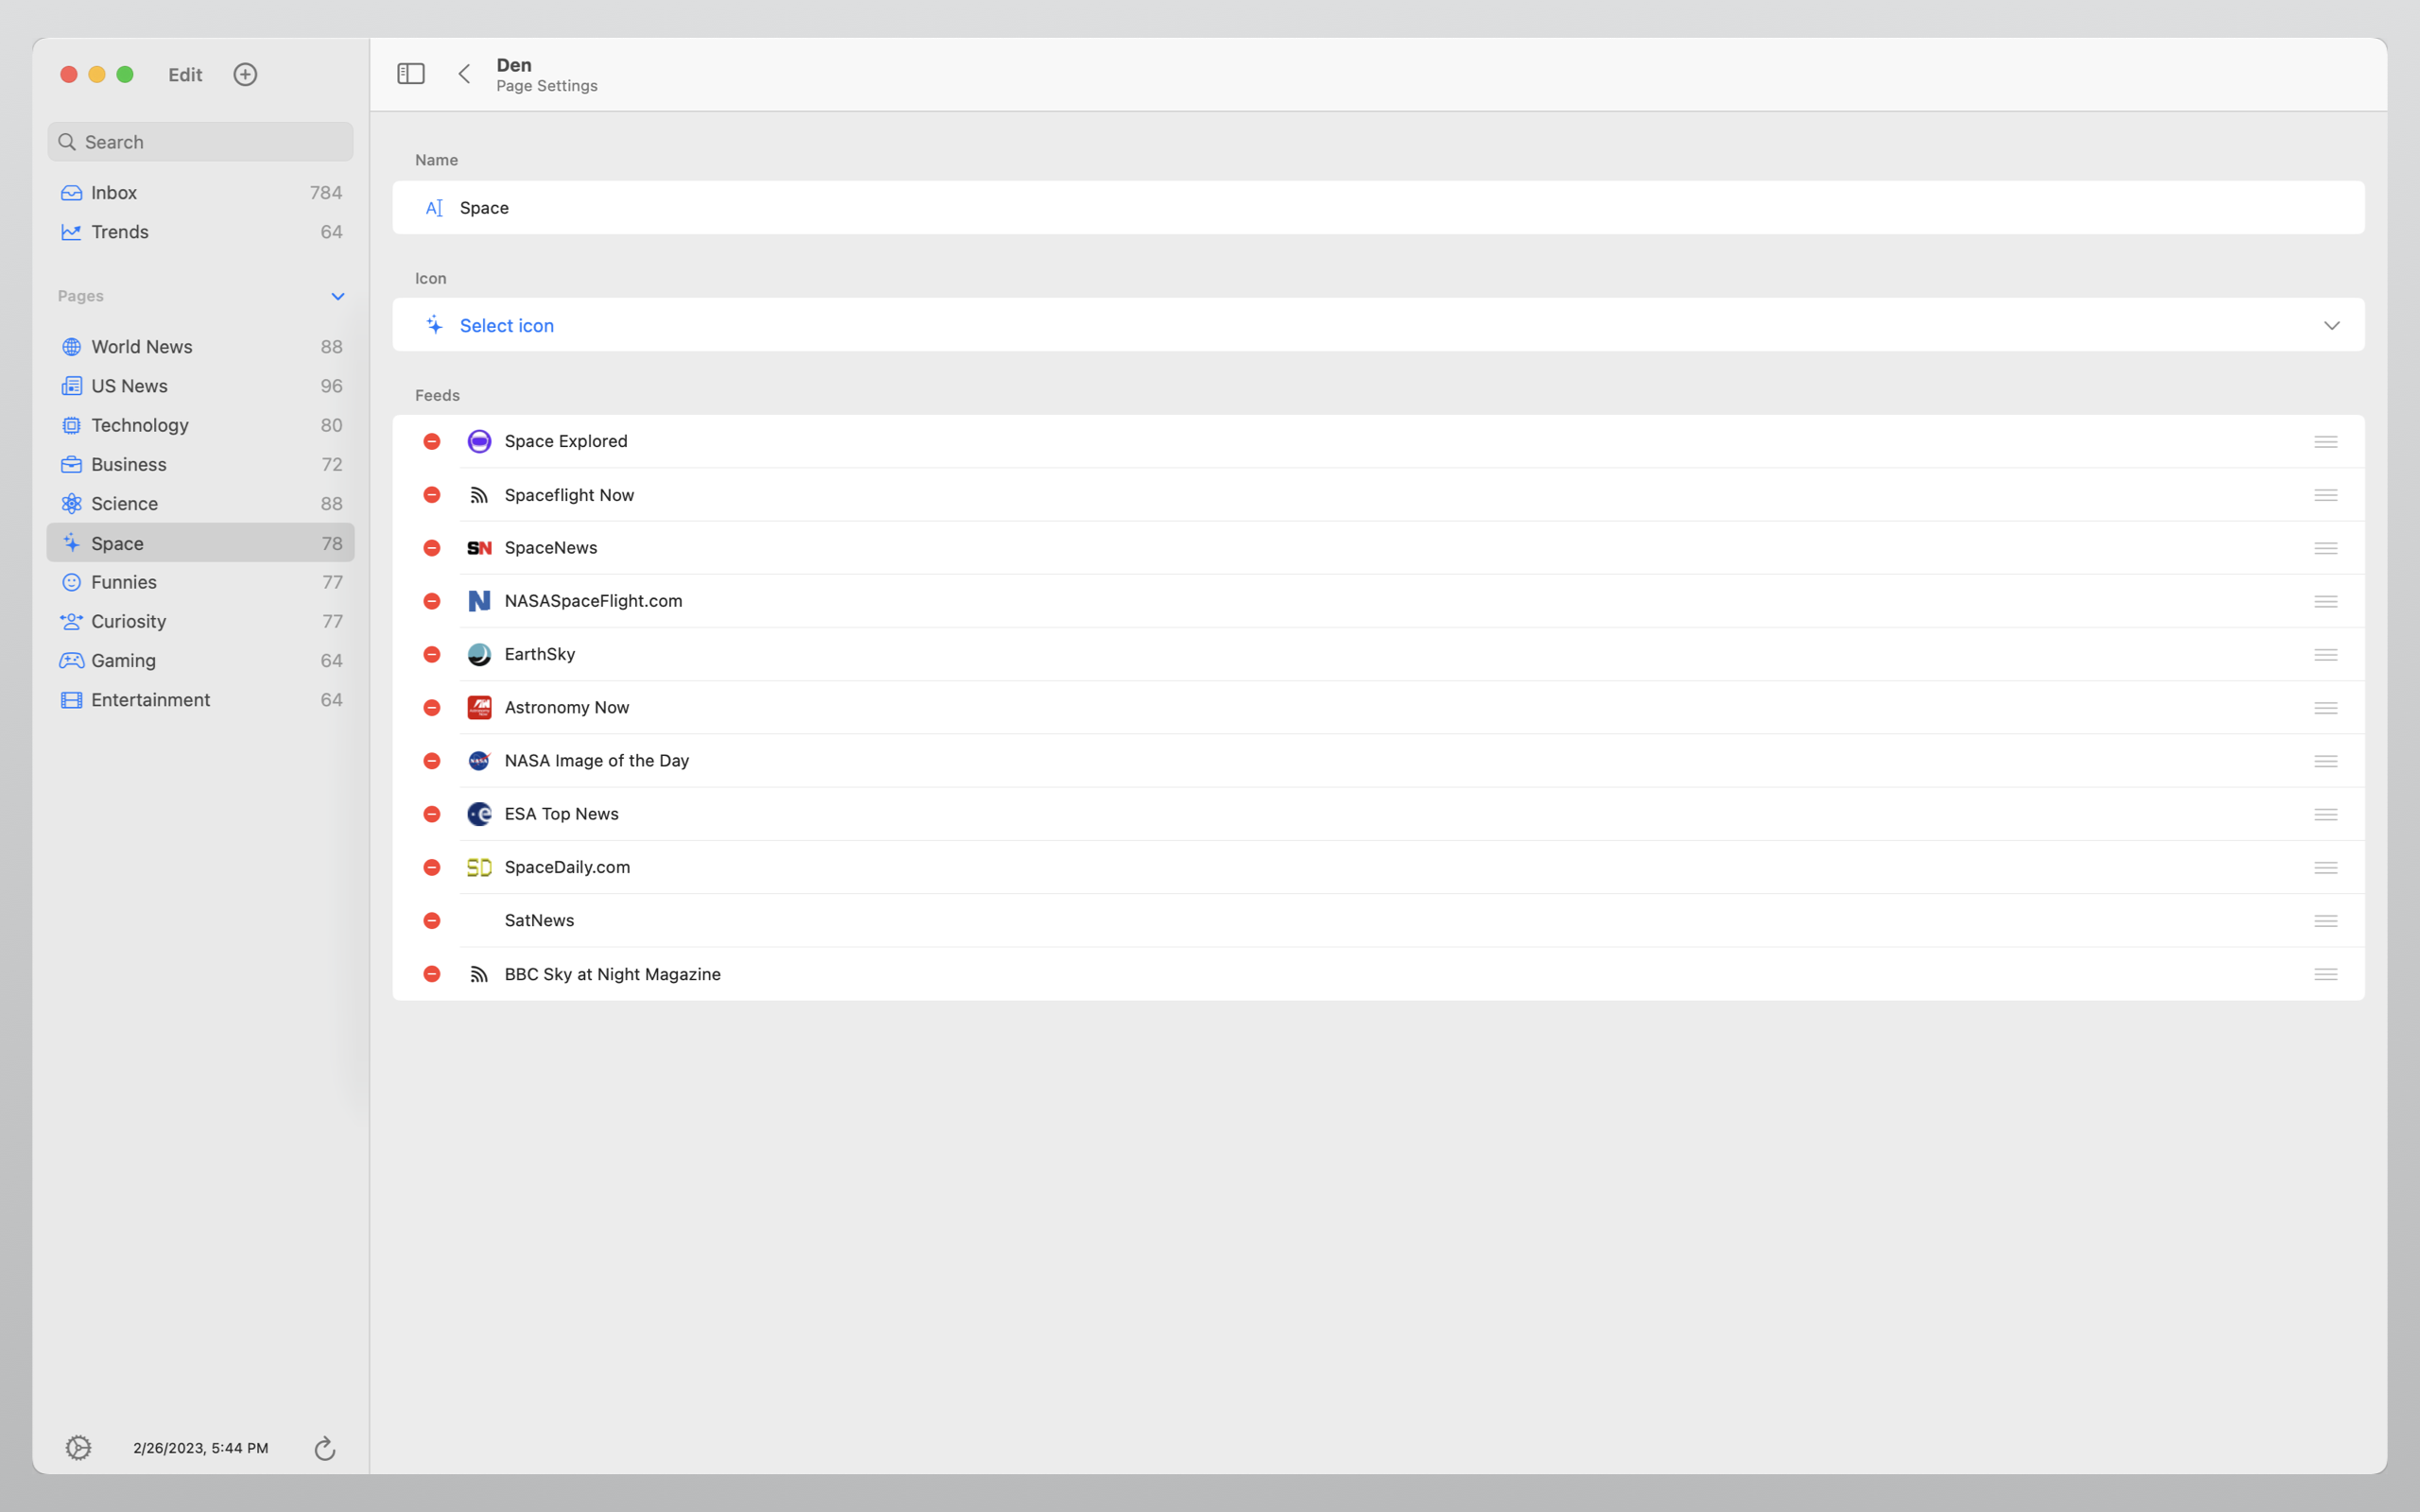 Edit
Search
Inbox 784
Trends 64
Pages
World News 88
US News 96
Technology 80
Business 72
Science 88
Space 78
Funnies 77
Curiosity 77
Gaming 64
Entertainment 64
2/26/2023, 5:44 PM
Den
Page Settings
Name
Space
Icon
Select icon
Feeds
Space Explored
Spaceflight Now
SN SpaceNews
N NASASpaceFlight.com
EarthSky
Astronomy Now
NASA NASA Image of the Day
e ESA Top News
SD SpaceDaily.com
SatNews
BBC Sky at Night Magazine